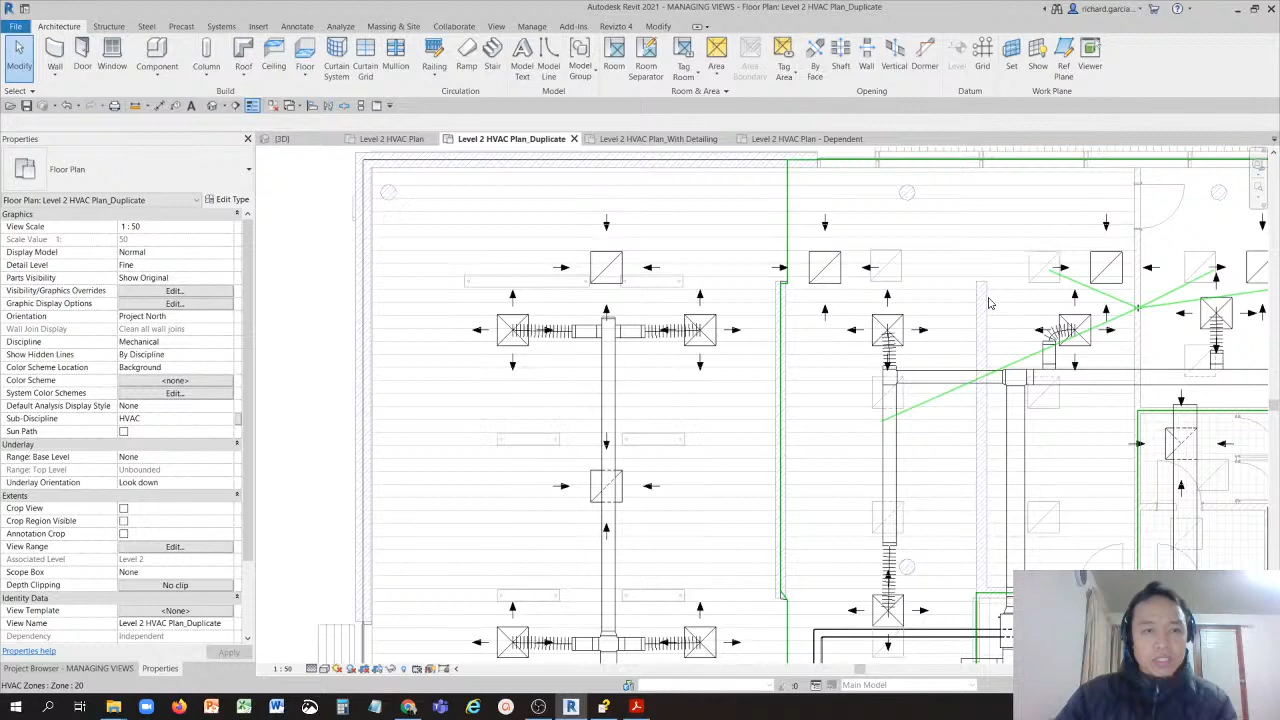 Autodesk Revit 2021 - MANAGING VIEWS - Floor Plan: Level 2 HVAC Plan_Duplicate
richard.garcia...
File Architecture Structure Steel Precast Systems Insert Annotate Analyze Massing & Site Collaborate View Manage Add-ins Revizto 4 Modify
Modify Wall Door Window Component Column Roof Ceiling Floor Curtain System Curtain Grid Mullion Railing Ramp Stair Model Text Model Line Model Group Room Room Separator Tag Room Area Area Boundary Tag Area By Face Shaft Wall Vertical Dormer Level Grid Set Show Ref Plane Viewer
Select Build Circulation Model Room & Area Opening Datum Work Plane
Properties
{3D} Level 2 HVAC Plan Level 2 HVAC Plan_Duplicate Level 2 HVAC Plan_With Detailing Level 2 HVAC Plan - Dependent
Floor Plan
Floor Plan: Level 2 HVAC Plan_Duplicate Edit Type
Graphics
View Scale 1 : 50
Scale Value 1: 50
Display Model Normal
Detail Level Fine
Parts Visibility Show Original
Visibility/Graphics Overrides Edit...
Graphic Display Options Edit...
Orientation Project North
Wall Join Display Clean all wall joins
Discipline Mechanical
Show Hidden Lines By Discipline
Color Scheme Location Background
Color Scheme <none>
System Color Schemes Edit...
Default Analysis Display Style None
Sub-Discipline HVAC
Sun Path
Underlay
Range: Base Level None
Range: Top Level Unbounded
Underlay Orientation Look down
Extents
Crop View
Crop Region Visible
Annotation Crop
View Range Edit...
Associated Level Level 2
Scope Box None
Depth Clipping No clip
Identity Data
View Template <None>
View Name Level 2 HVAC Plan_Duplicate
Dependency Independent
Properties help Apply
Project Browser - MANAGING VIEWS Properties 1 : 50
HVAC Zones : Zone : 20 :0 Main Model